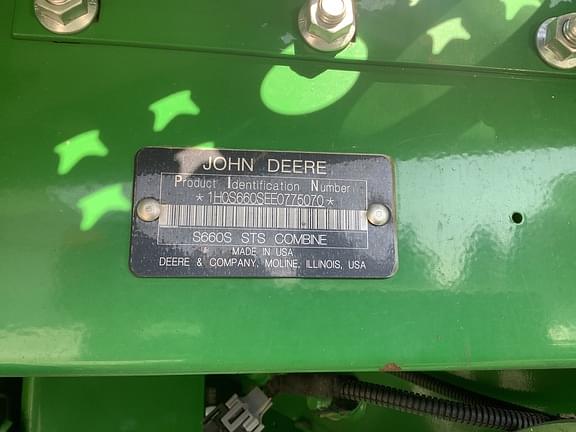 JOHN DEERE
Product Identification Number
*1H0S660SEE0775070*
S660S STS COMBINE
MADE IN USA
DEERE & COMPANY, MOLINE, ILLINOIS, USA